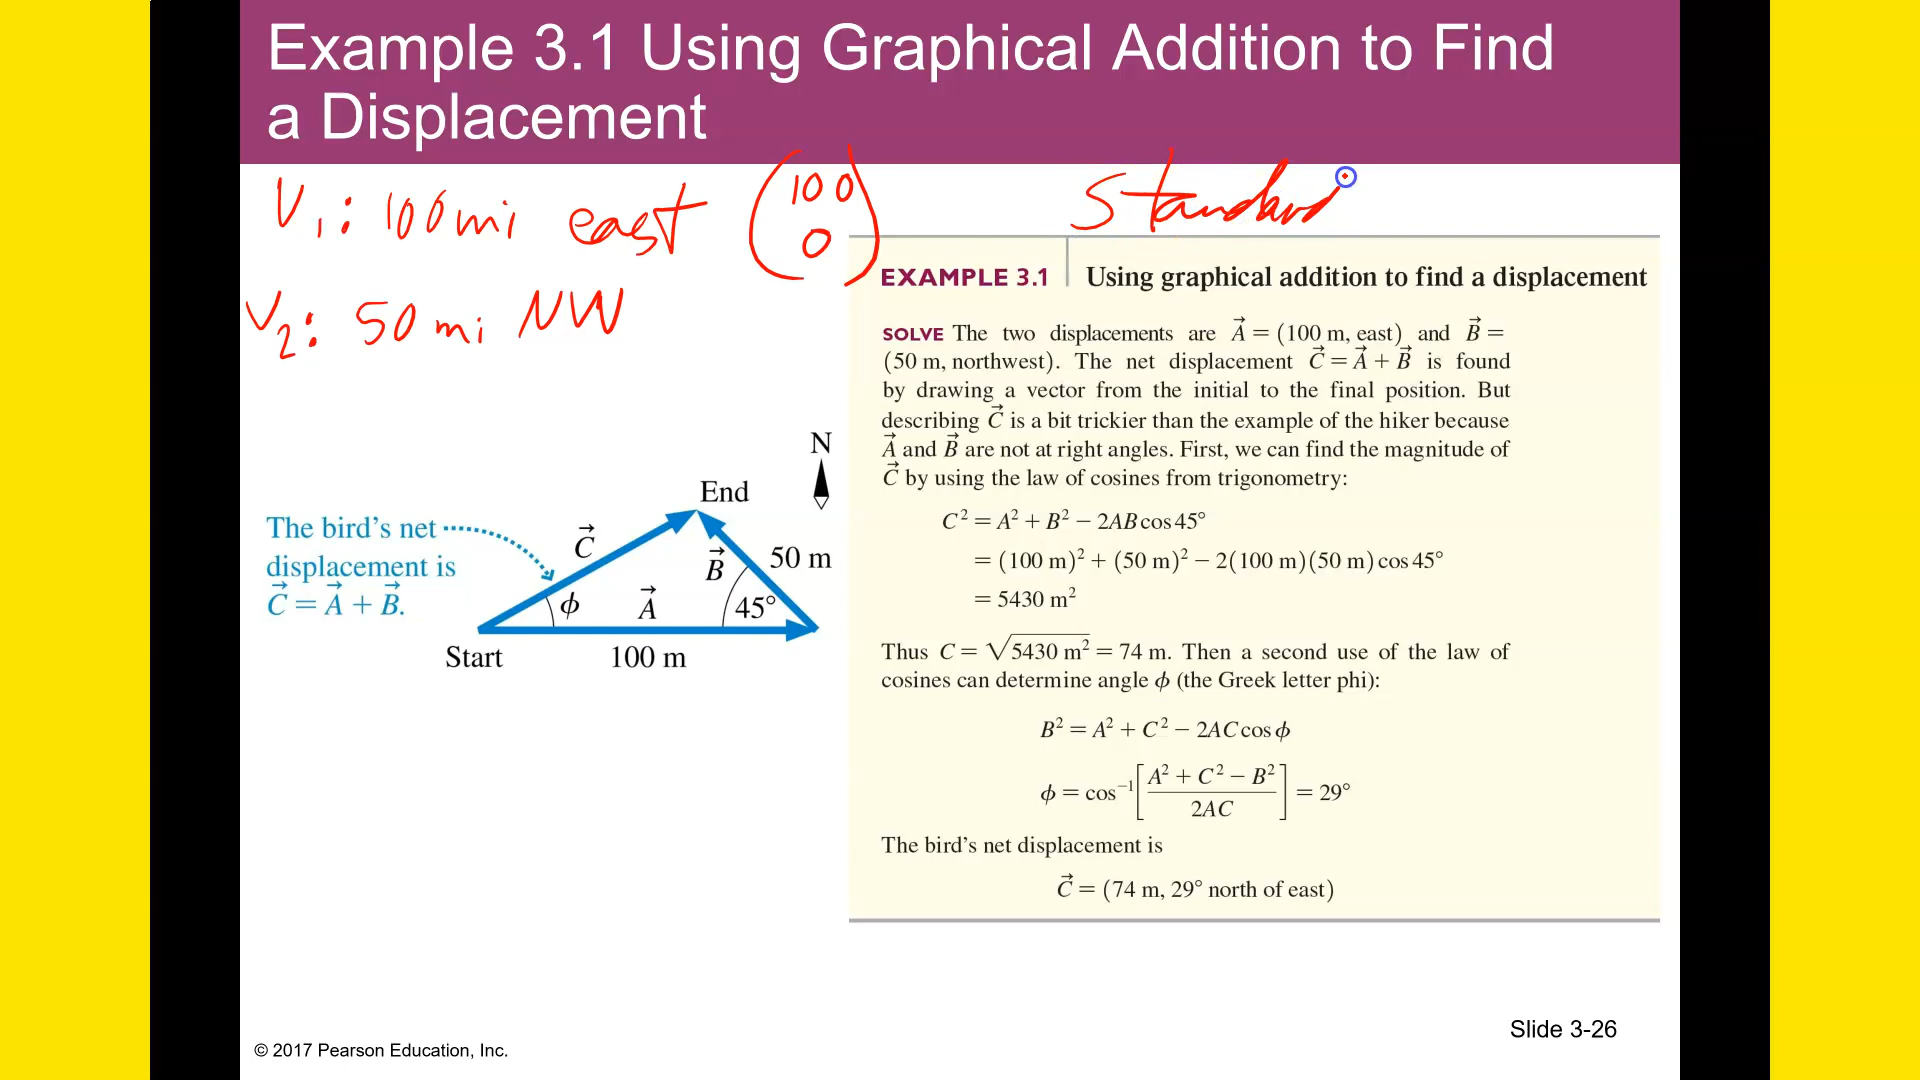 Example 3.1 Using Graphical Addition to Find
a Displacement
V₁: 100mi east (100
0)
Standard
V₂: 50 mi NW
EXAMPLE 3.1 Using graphical addition to find a displacement
SOLVE The two displacements are A⃗ = (100 m, east) and B⃗ =
(50 m, northwest). The net displacement C⃗ = A⃗ + B⃗ is found
by drawing a vector from the initial to the final position. But
describing C⃗ is a bit trickier than the example of the hiker because
A⃗ and B⃗ are not at right angles. First, we can find the magnitude of
C⃗ by using the law of cosines from trigonometry:
C² = A² + B² − 2AB cos 45°
= (100 m)² + (50 m)² − 2(100 m)(50 m) cos 45°
= 5430 m²
Thus C = √5430 m² = 74 m. Then a second use of the law of
cosines can determine angle ϕ (the Greek letter phi):
B² = A² + C² − 2AC cos ϕ
ϕ = cos⁻¹[(A² + C² − B²)/2AC] = 29°
The bird's net displacement is
C⃗ = (74 m, 29° north of east)
N
End
The bird's net
displacement is
C⃗ = A⃗ + B⃗.
C⃗
B⃗
50 m
ϕ
A⃗
45°
Start
100 m
Slide 3-26
© 2017 Pearson Education, Inc.